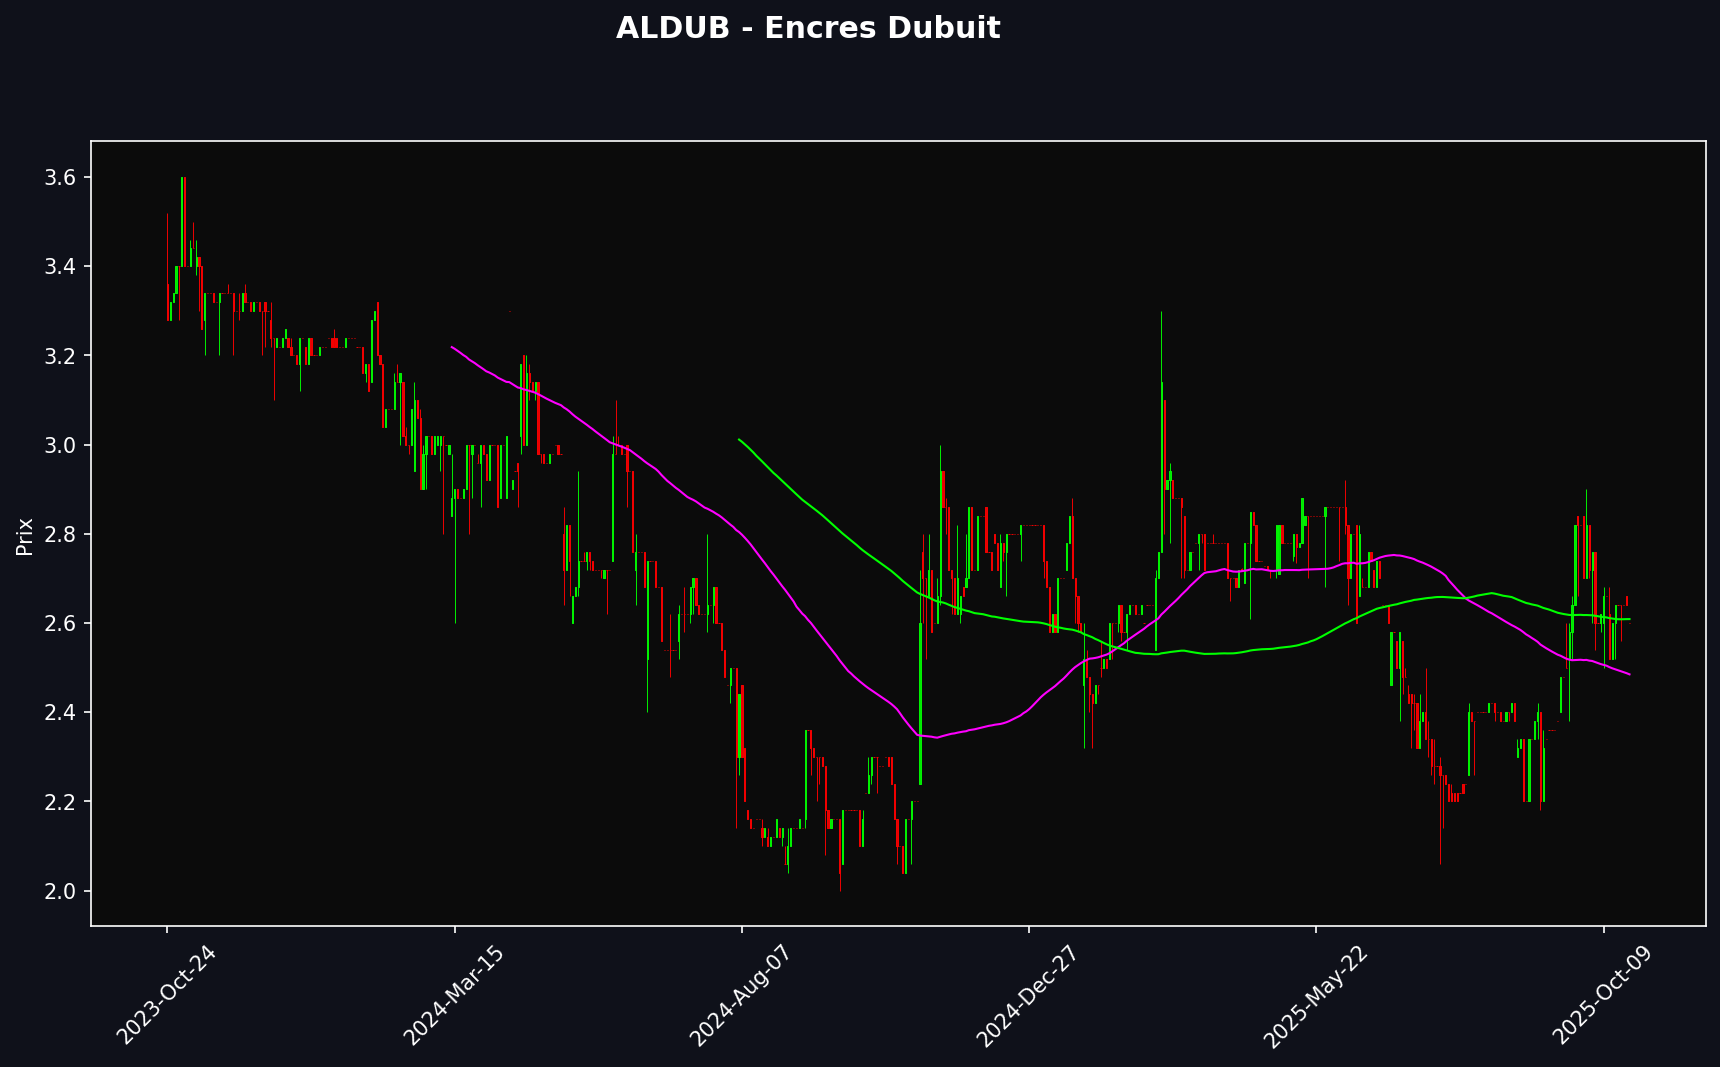 ALDUB - Encres Dubuit
Prix
3.6
3.4
3.2
3.0
2.8
2.6
2.4
2.2
2.0
2023-Oct-24
2024-Mar-15
2024-Aug-07
2024-Dec-27
2025-May-22
2025-Oct-09